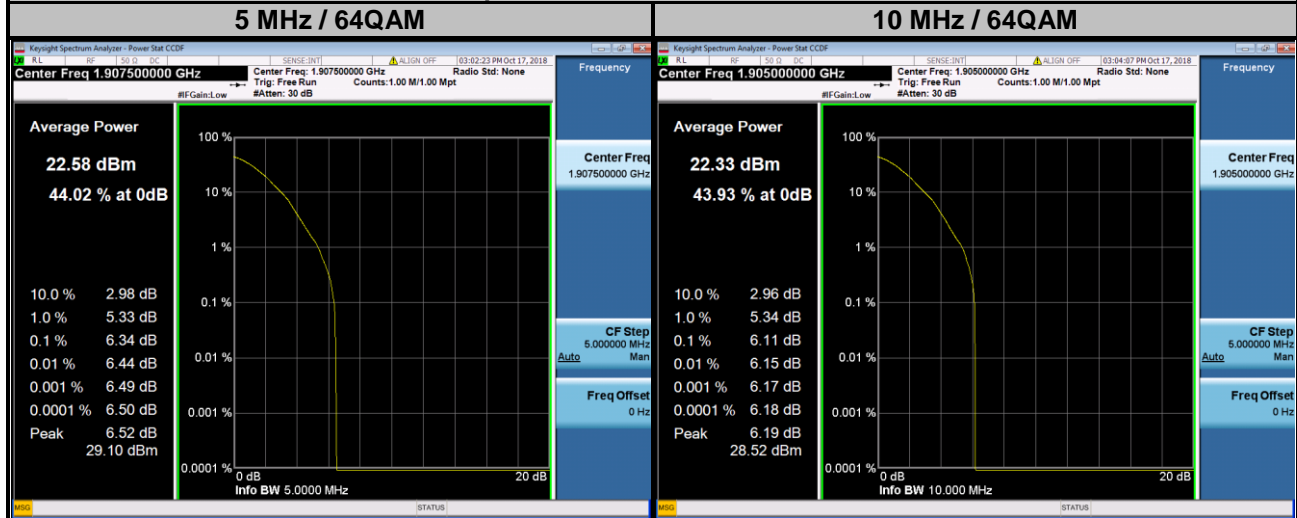 5 MHz / 64QAM
Keysight Spectrum Analyzer - Power Stat CCDF
RL RF 50 Ω DC SENSE:INT ALIGN OFF 03:02:23 PM Oct 17, 2018
Center Freq 1.907500000 GHz
Center Freq: 1.907500000 GHz Radio Std: None
Trig: Free Run Counts:1.00 M/1.00 Mpt
#IFGain:Low #Atten: 30 dB
Average Power
22.58 dBm
44.02 % at 0dB
10.0 % 2.98 dB
1.0 % 5.33 dB
0.1 % 6.34 dB
0.01 % 6.44 dB
0.001 % 6.49 dB
0.0001 % 6.50 dB
Peak 6.52 dB
29.10 dBm
100 %
10 %
1 %
0.1 %
0.01 %
0.001 %
0.0001 %
0 dB 20 dB
Info BW 5.0000 MHz
Frequency
Center Freq
1.907500000 GHz
CF Step
5.000000 MHz
Auto Man
Freq Offset
0 Hz
MSG STATUS
10 MHz / 64QAM
Keysight Spectrum Analyzer - Power Stat CCDF
RL RF 50 Ω DC SENSE:INT ALIGN OFF 03:04:07 PM Oct 17, 2018
Center Freq 1.905000000 GHz
Center Freq: 1.905000000 GHz Radio Std: None
Trig: Free Run Counts:1.00 M/1.00 Mpt
#IFGain:Low #Atten: 30 dB
Average Power
22.33 dBm
43.93 % at 0dB
10.0 % 2.96 dB
1.0 % 5.34 dB
0.1 % 6.11 dB
0.01 % 6.15 dB
0.001 % 6.17 dB
0.0001 % 6.18 dB
Peak 6.19 dB
28.52 dBm
100 %
10 %
1 %
0.1 %
0.01 %
0.001 %
0.0001 %
0 dB 20 dB
Info BW 10.000 MHz
Frequency
Center Freq
1.905000000 GHz
CF Step
5.000000 MHz
Auto Man
Freq Offset
0 Hz
MSG STATUS